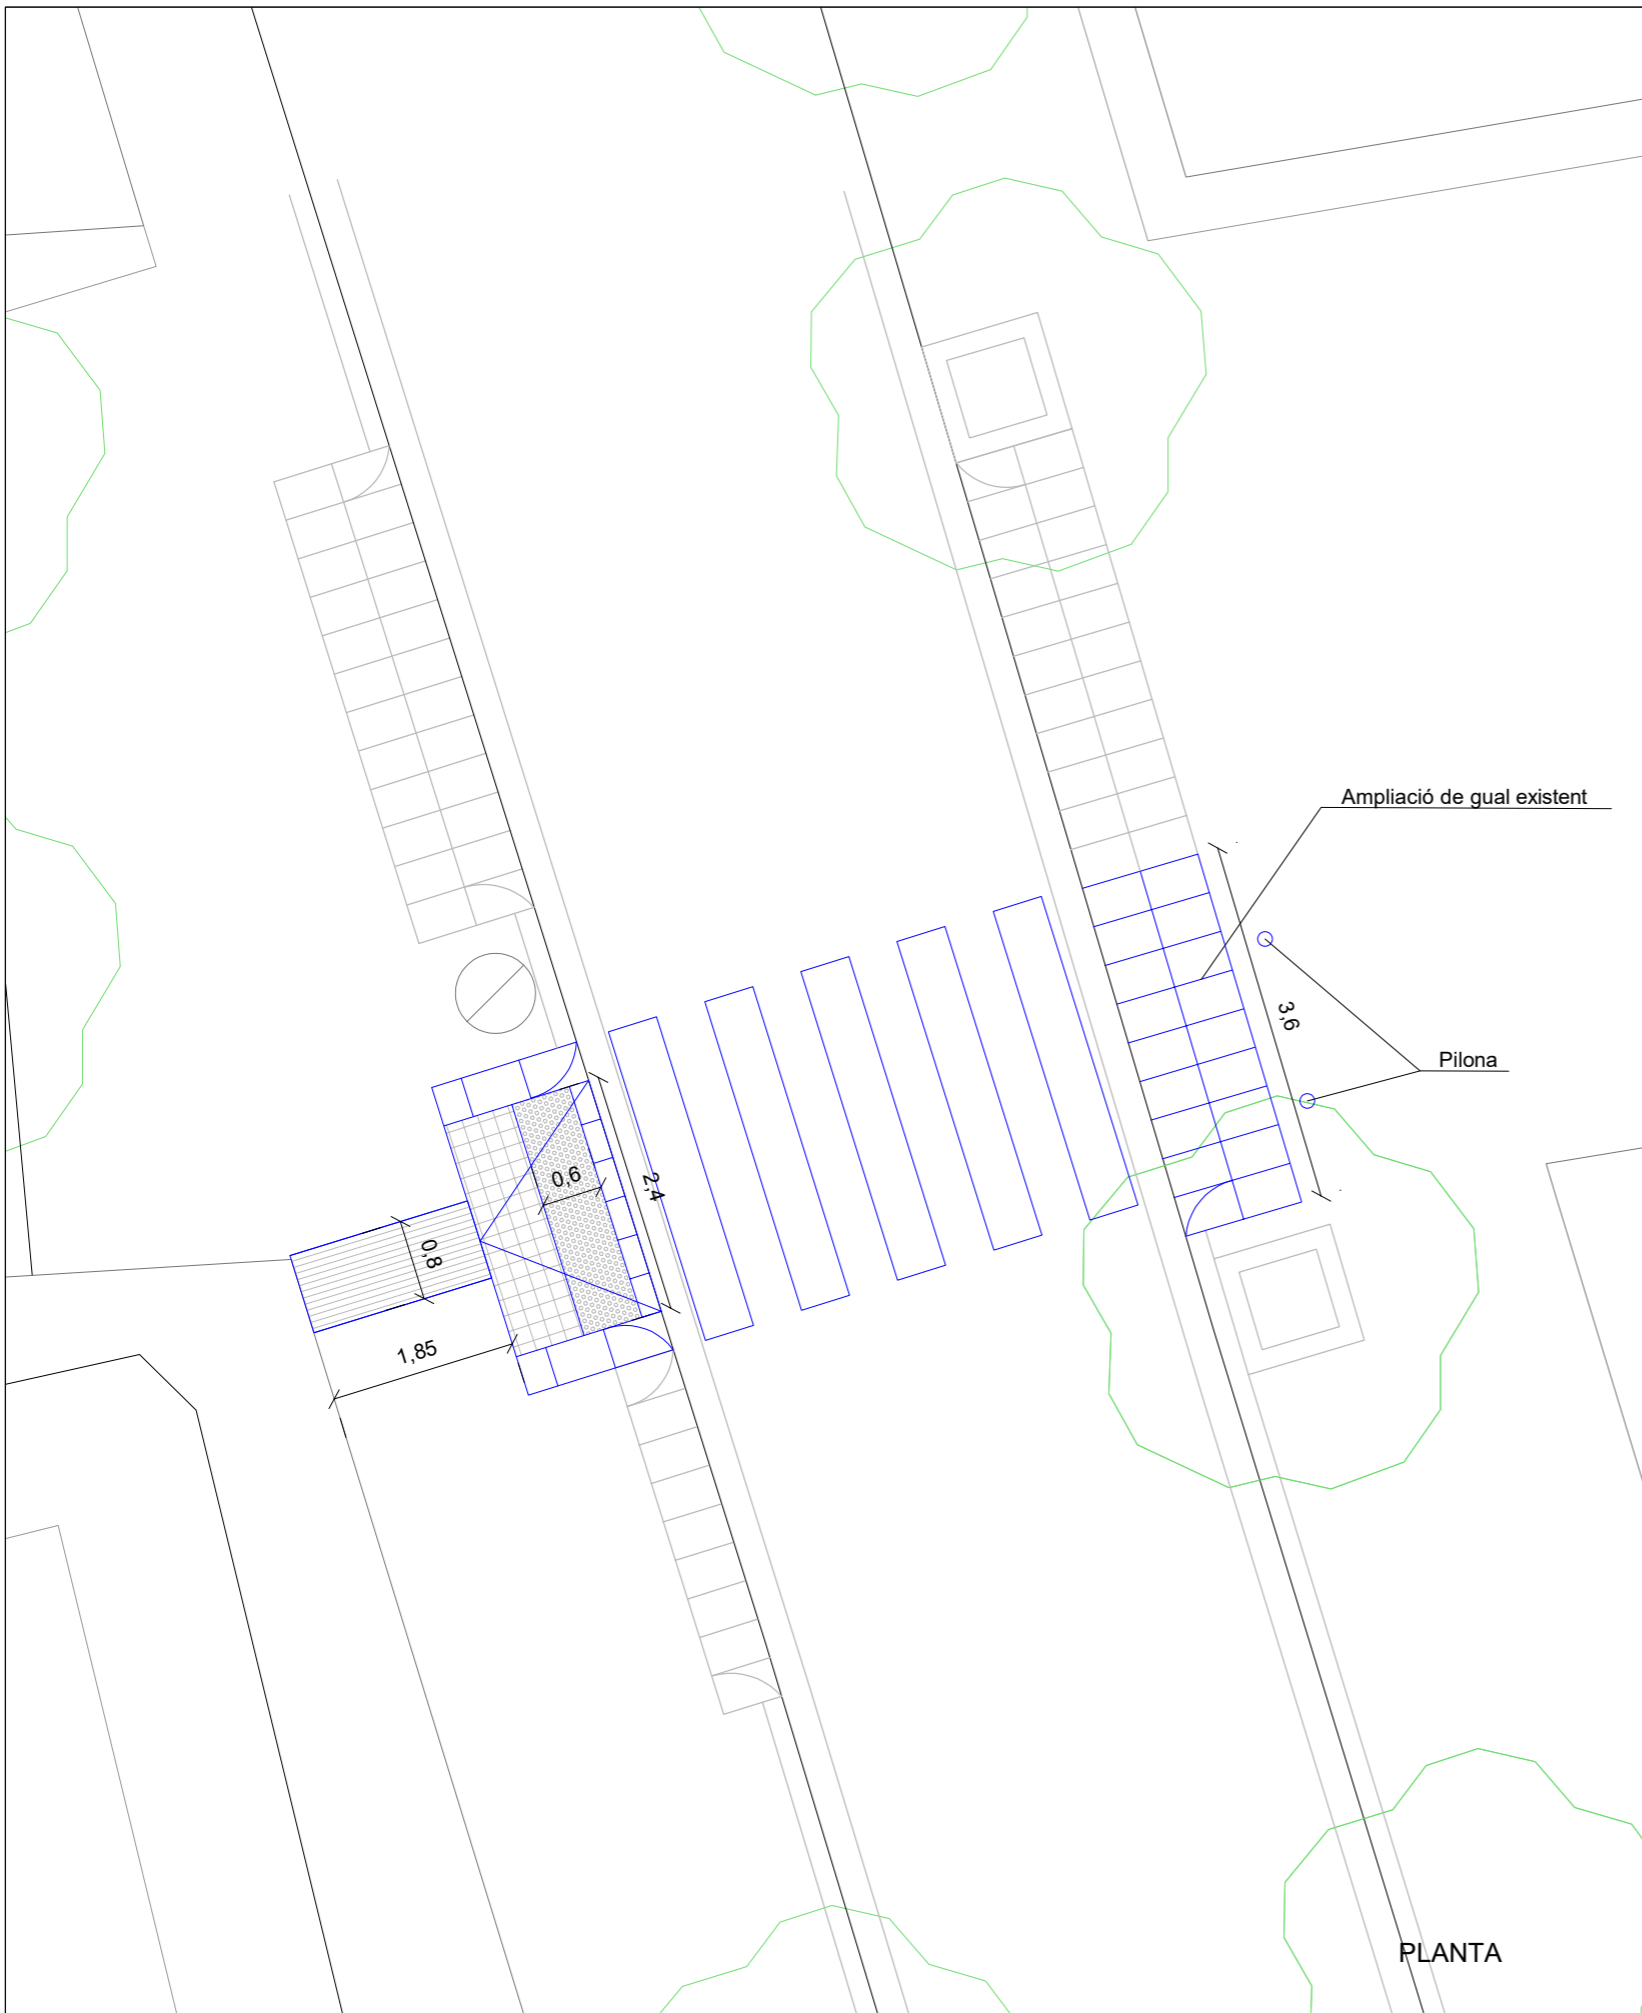 Ampliació de gual existent
3,6
Pilona
0,6
2,4
0,8
1,85
PLANTA